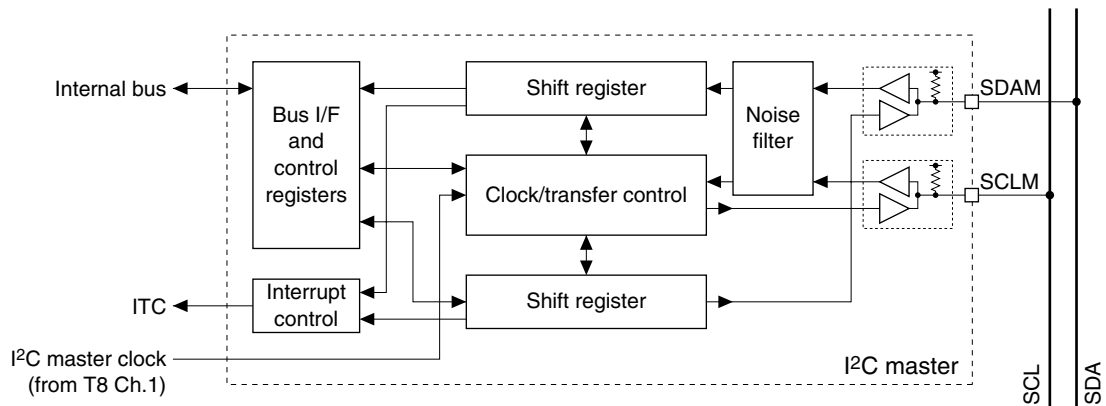 Internal bus
Bus I/F
and
control
registers
Shift register
Noise
filter
SDAM
Clock/transfer control
SCLM
Interrupt
control
Shift register
ITC
I²C master clock
(from T8 Ch.1)
I²C master
SCL
SDA